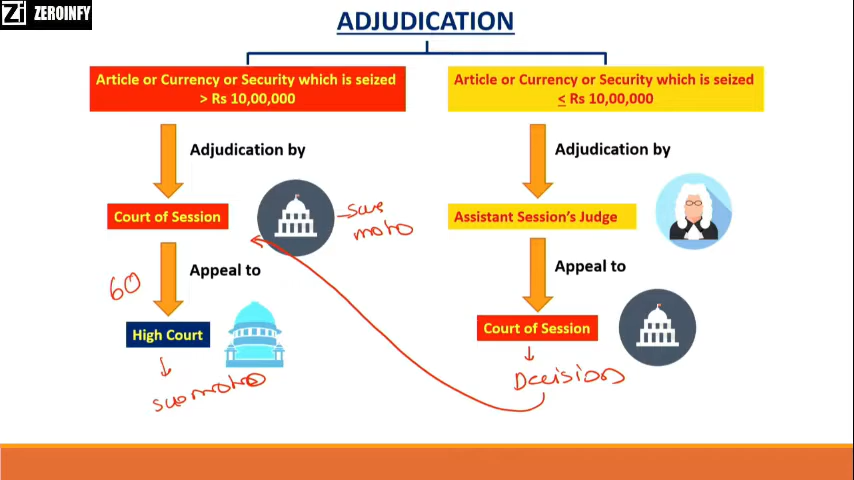 Zi ZEROINFY
ADJUDICATION
Article or Currency or Security which is seized
> Rs 10,00,000
Article or Currency or Security which is seized
≤ Rs 10,00,000
Adjudication by
Adjudication by
Court of Session
suo
moto
Assistant Session's Judge
60
Appeal to
Appeal to
High Court
Court of Session
suo moto
Decision